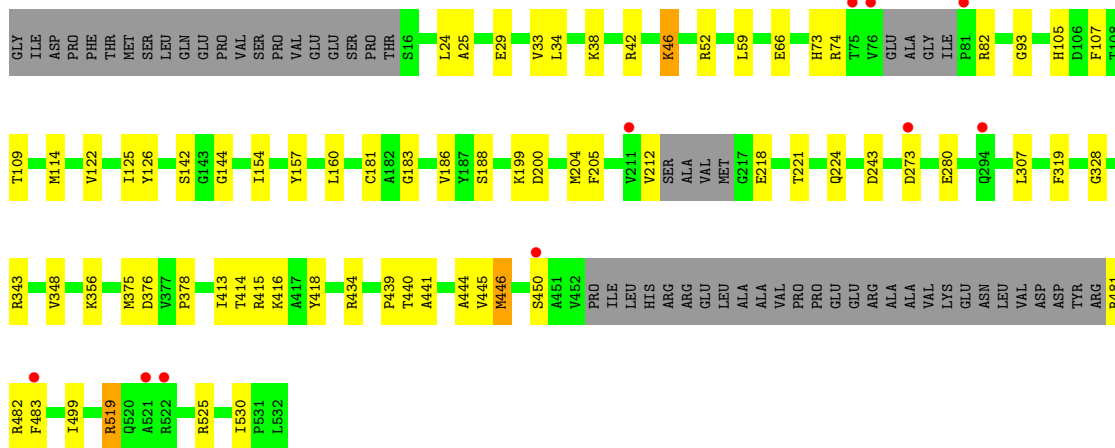 GLY ILE ASP PRO PHE THR MET SER LEU GLN GLU PRO VAL SER PRO VAL GLU GLU SER PRO THR S16 L24 A25 E29 V33 L34 K38 R42 K46 R52 L59 E66 H73 R74 T75 V76 GLU ALA GLY ILE P81 R82 G93 H105 D106 F107 T108
T109 M114 V122 I125 Y126 S142 G143 G144 I154 Y157 L160 C181 A182 G183 V186 Y187 S188 K199 D200 M204 F205 V211 V212 SER ALA VAL MET G217 E218 T221 Q224 D243 D273 E280 Q294 L307 F319 G328
R343 V348 K356 M375 D376 V377 P378 I413 T414 R415 K416 A417 Y418 R434 P439 T440 A441 A444 V445 M446 S450 A451 V452 PRO ILE LEU HIS ARG ARG GLU LEU ALA ALA VAL PRO PRO GLU GLU ARG ALA ALA VAL LYS GLU ASN LEU VAL ASP ASP TYR ARG R481
R482 F483 I499 R519 Q520 A521 R522 R525 I530 P531 L532